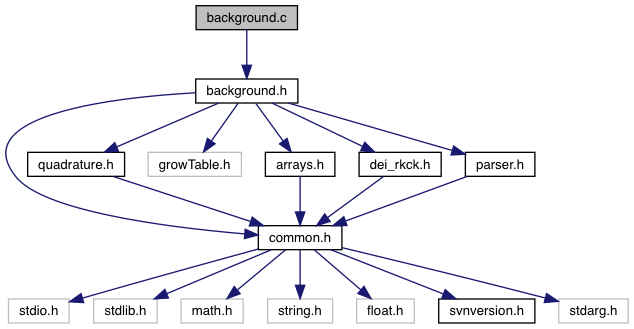 background.c
background.h
quadrature.h
growTable.h
arrays.h
dei_rkck.h
parser.h
common.h
stdio.h
stdlib.h
math.h
string.h
float.h
svnversion.h
stdarg.h